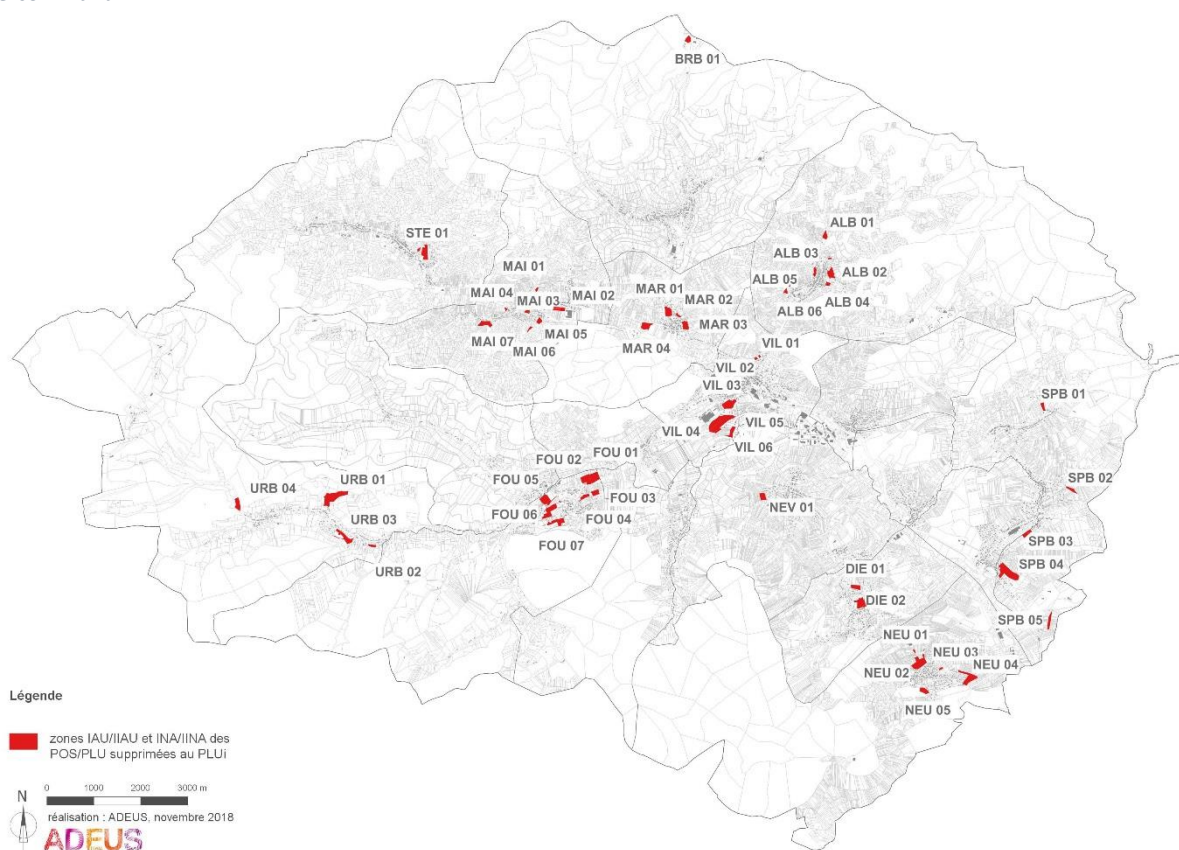 BRB 01
ALB 01
STE 01
ALB 03
ALB 02
MAI 01
ALB 05
MAI 04
MAI 02
MAR 01
ALB 04
MAI 03
MAR 02
ALB 06
MAR 03
MAI 05
MAI 07
MAR 04
MAI 06
VIL 01
VIL 02
VIL 03
SPB 01
VIL 05
VIL 04
VIL 06
FOU 01
FOU 02
URB 01
FOU 05
SPB 02
URB 04
FOU 03
NEV 01
FOU 06
URB 03
FOU 04
SPB 03
FOU 07
SPB 04
DIE 01
URB 02
DIE 02
SPB 05
NEU 01
NEU 03
NEU 04
NEU 02
NEU 05
Légende
zones IAU/IIAU et INA/IINA des
POS/PLU supprimées au PLUi
N
0 1000 2000 3000 m
réalisation : ADEUS, novembre 2018
ADEUS